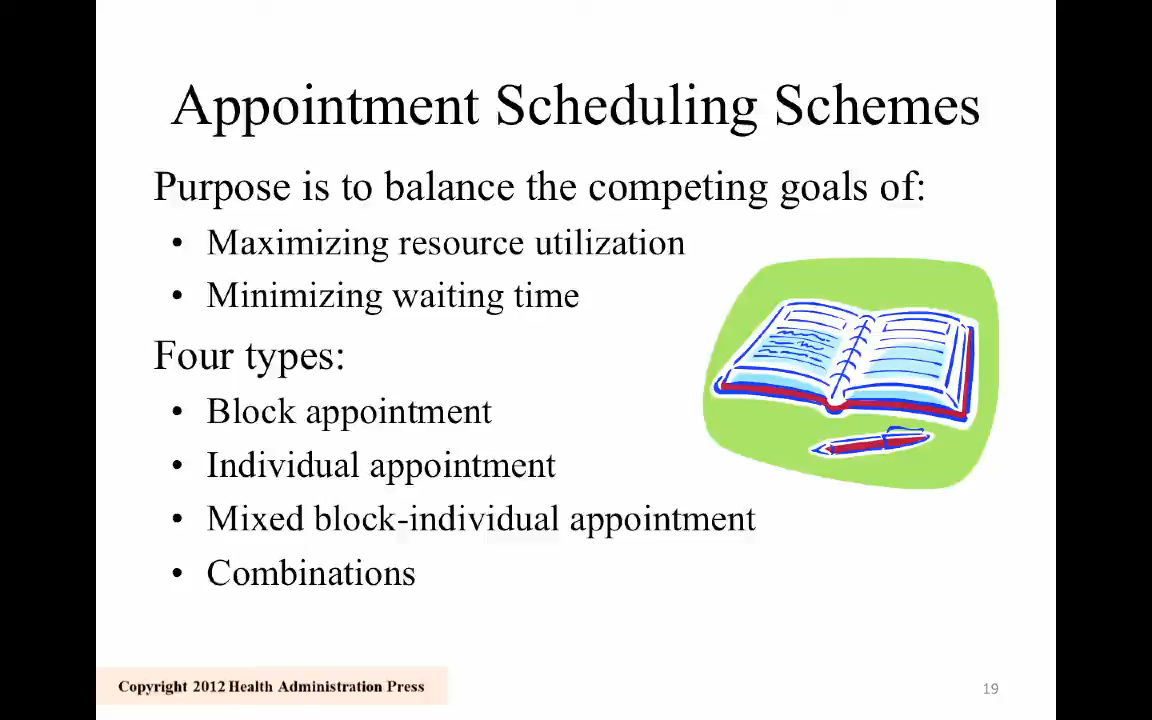 Appointment Scheduling Schemes
Purpose is to balance the competing goals of:
• Maximizing resource utilization
• Minimizing waiting time
Four types:
• Block appointment
• Individual appointment
• Mixed block-individual appointment
• Combinations
Copyright 2012 Health Administration Press
19